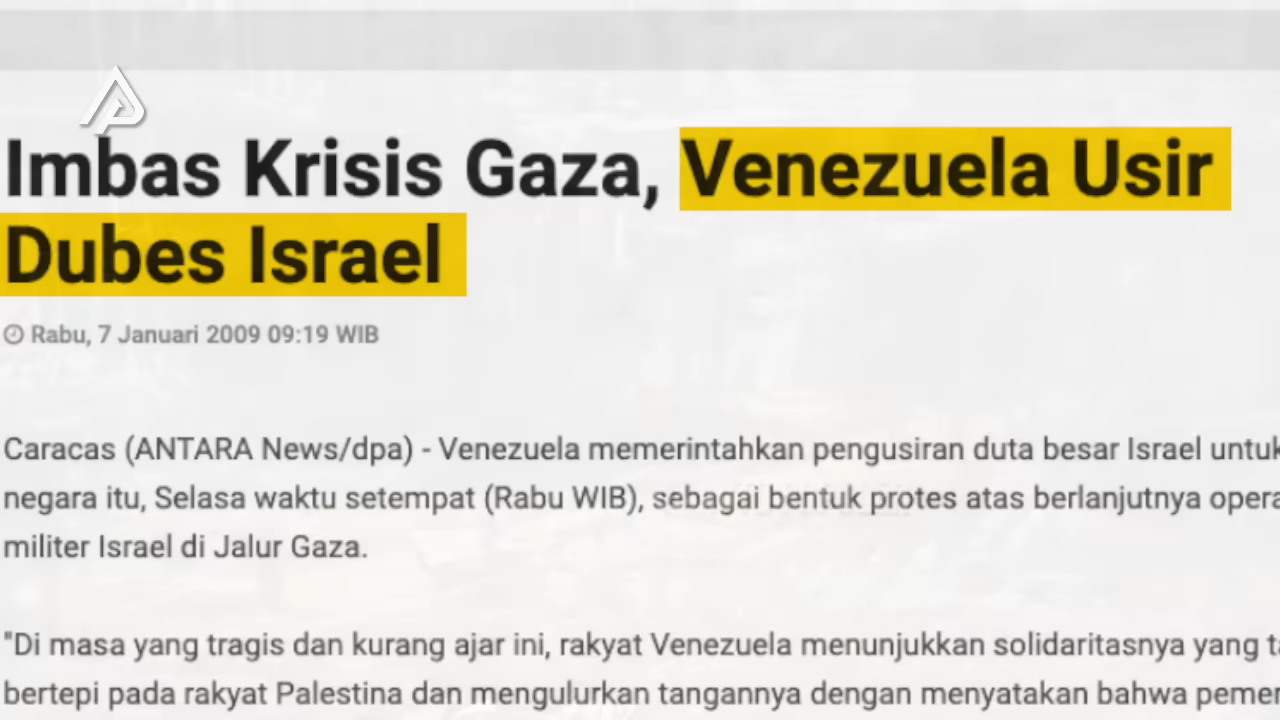 Imbas Krisis Gaza, Venezuela Usir
Dubes Israel
Rabu, 7 Januari 2009 09:19 WIB
Caracas (ANTARA News/dpa) - Venezuela memerintahkan pengusiran duta besar Israel untuk
negara itu, Selasa waktu setempat (Rabu WIB), sebagai bentuk protes atas berlanjutnya
militer Israel di Jalur Gaza.
"Di masa yang tragis dan kurang ajar ini, rakyat Venezuela menunjukkan solidaritasnya yang
bertepi pada rakyat Palestina dan mengulurkan tangannya dengan menyatakan bahwa